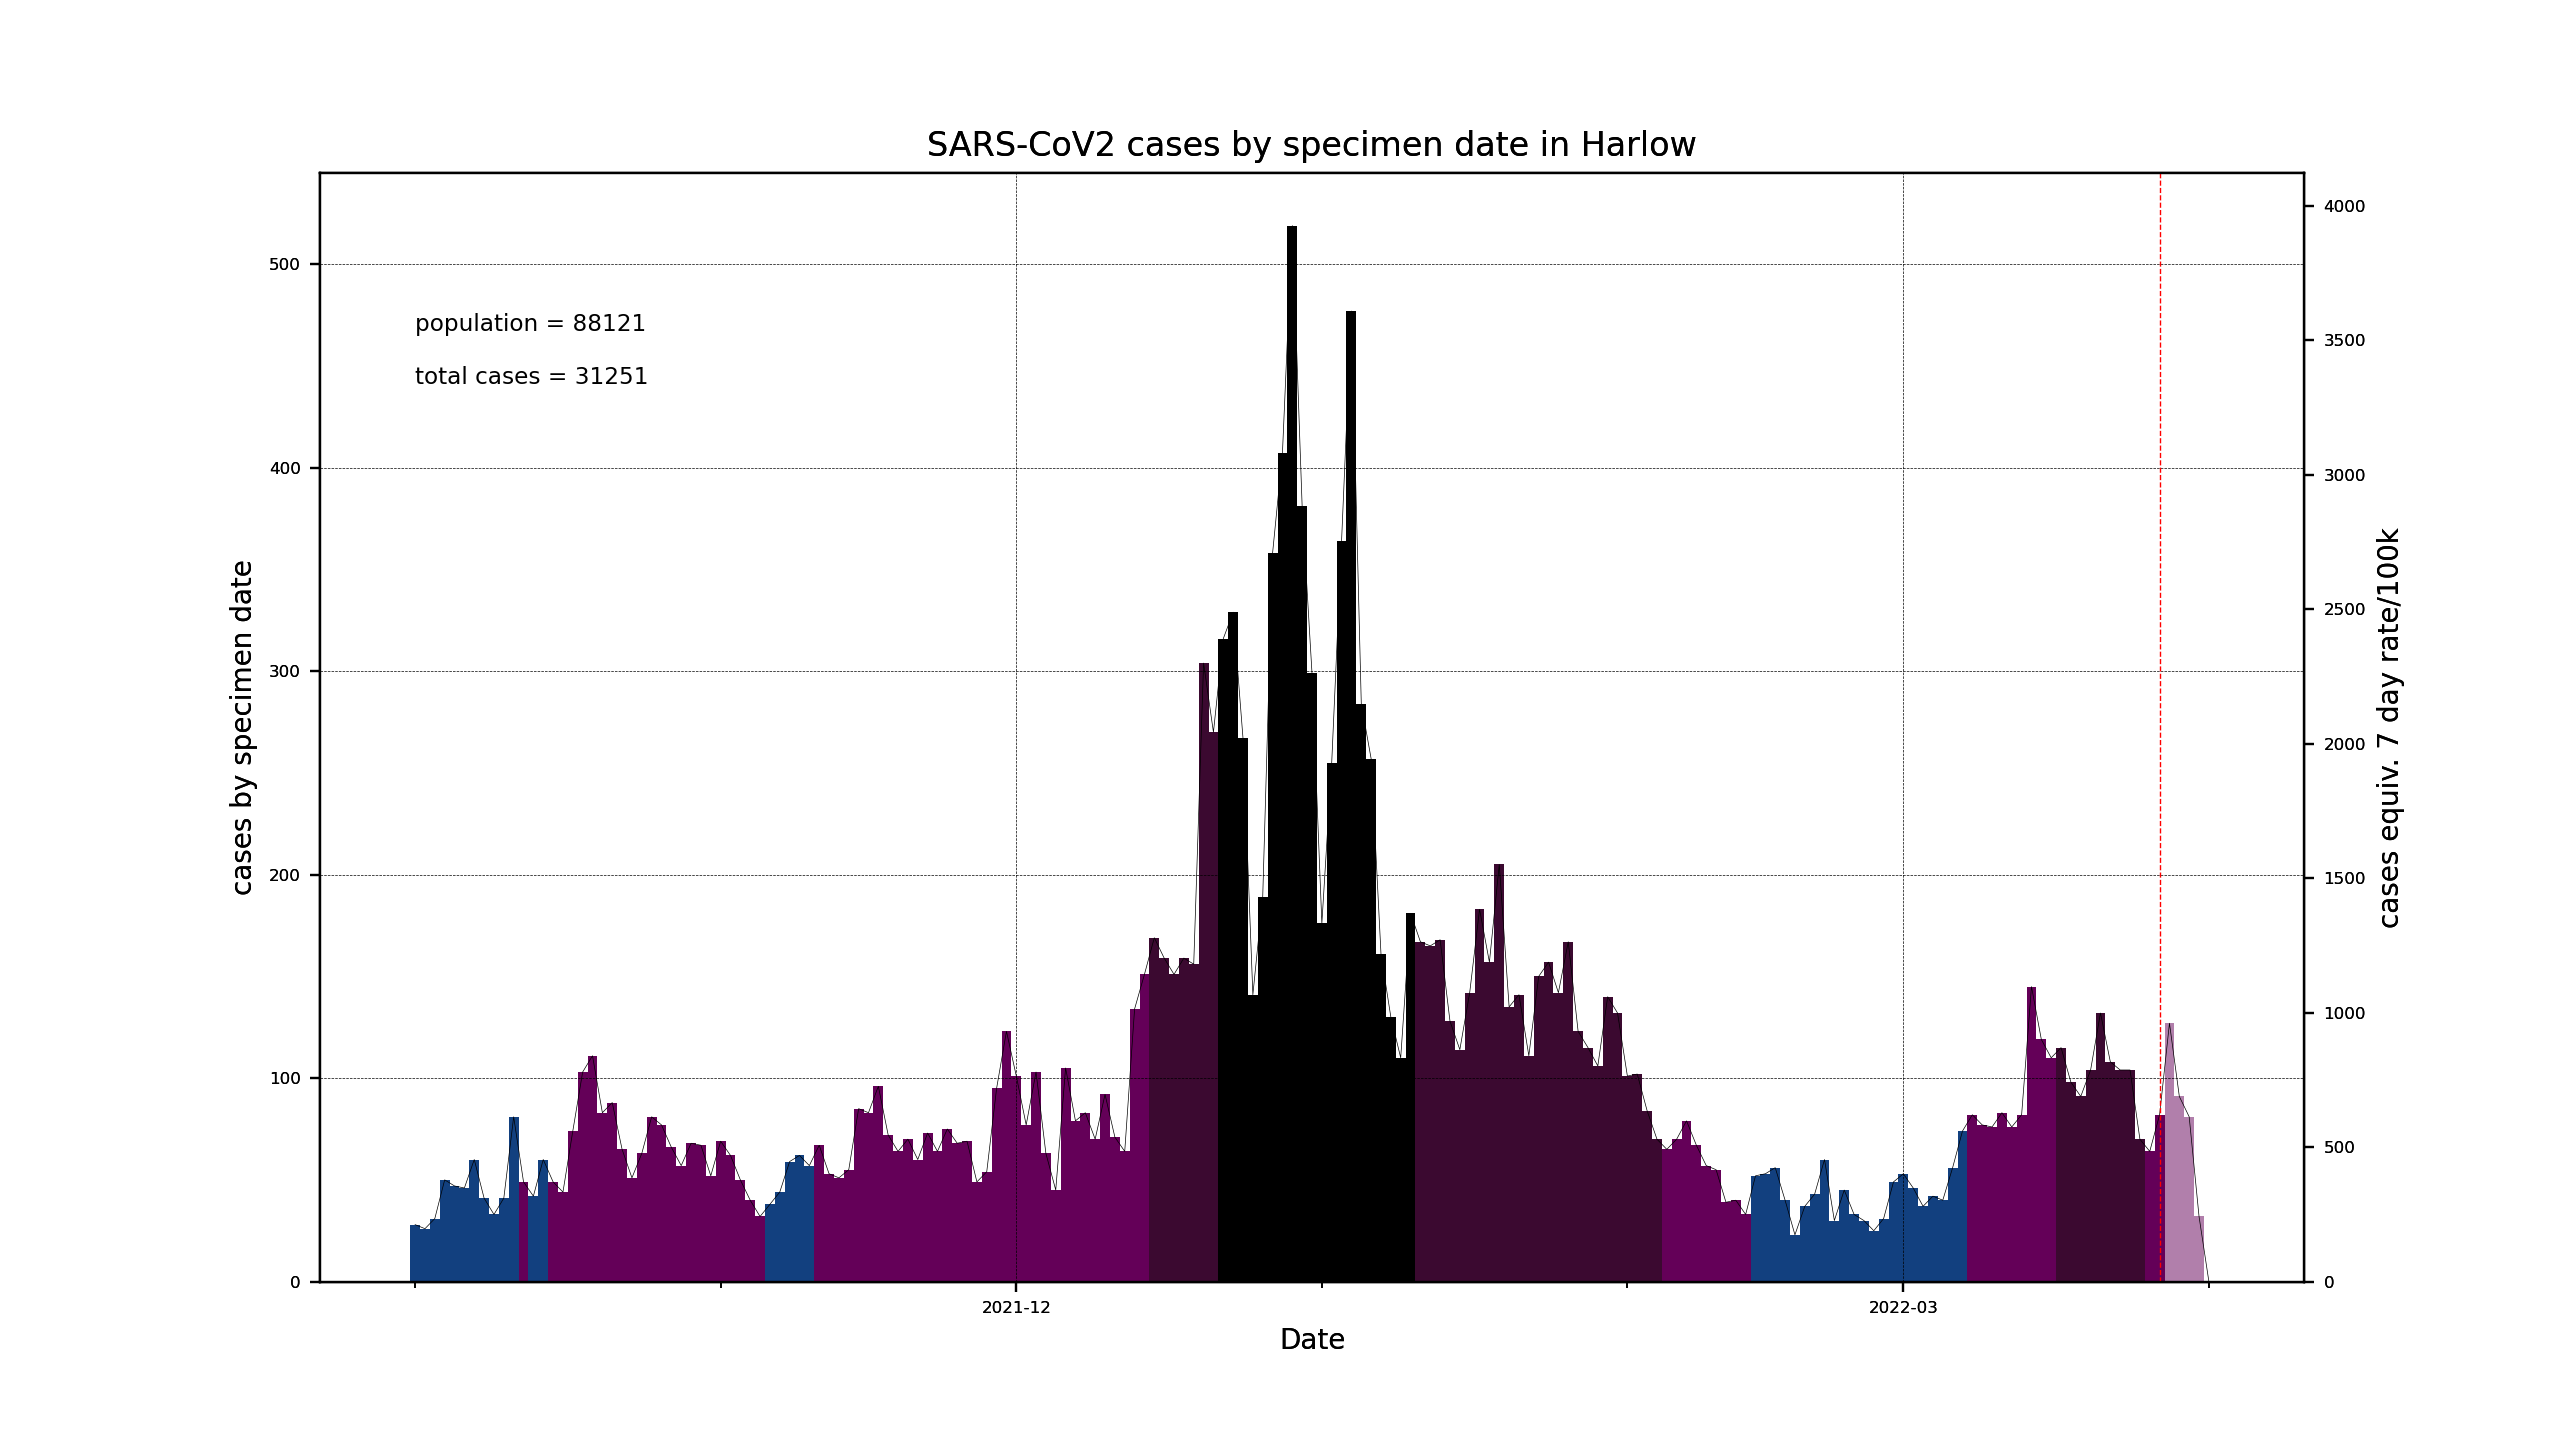 SARS-CoV2 cases by specimen date in Harlow
population = 88121
total cases = 31251
cases by specimen date
500
400
300
200
100
0
cases equiv. 7 day rate/100k
4000
3500
3000
2500
2000
1500
1000
500
0
2021-12
2022-03
Date